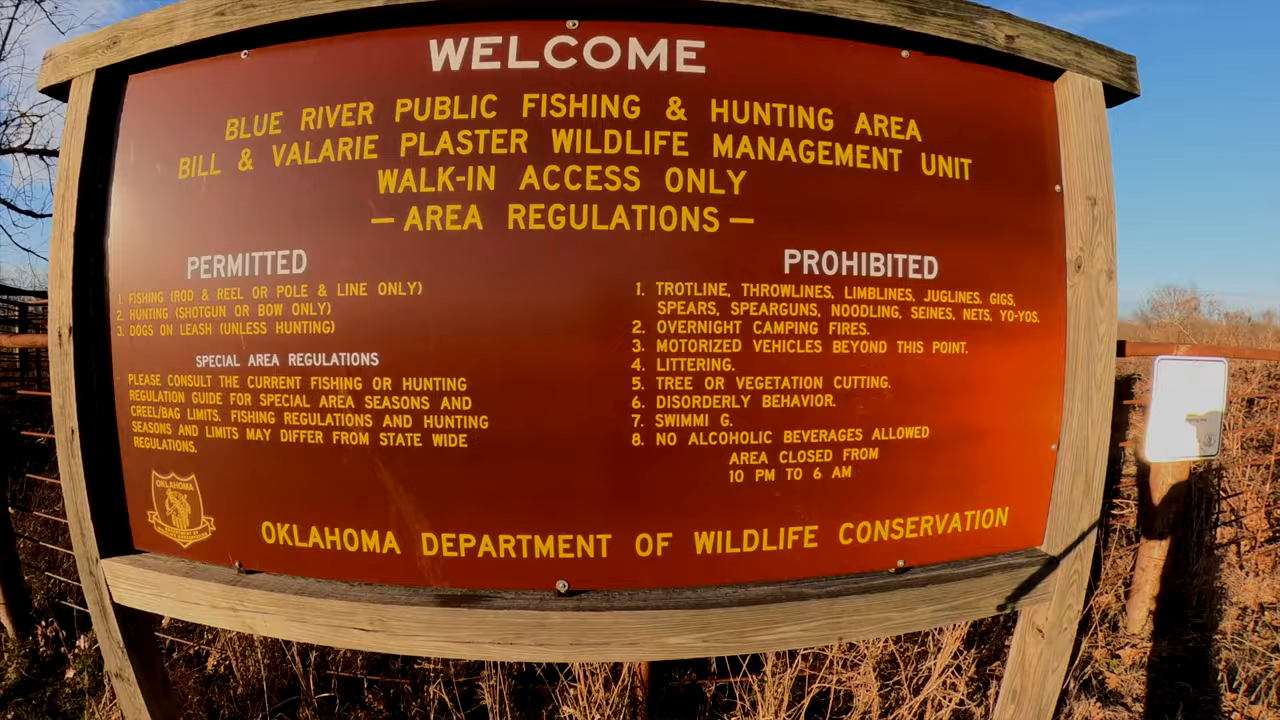 WELCOME
BLUE RIVER PUBLIC FISHING & HUNTING AREA
BILL & VALARIE PLASTER WILDLIFE MANAGEMENT UNIT
WALK-IN ACCESS ONLY
— AREA REGULATIONS —
PERMITTED
1. FISHING (ROD & REEL OR POLE & LINE ONLY)
2. HUNTING (SHOTGUN OR BOW ONLY)
3. DOGS ON LEASH (UNLESS HUNTING)
SPECIAL AREA REGULATIONS
PLEASE CONSULT THE CURRENT FISHING OR HUNTING
REGULATION GUIDE FOR SPECIAL AREA SEASONS AND
CREEL/BAG LIMITS. FISHING REGULATIONS AND HUNTING
SEASONS AND LIMITS MAY DIFFER FROM STATE WIDE
REGULATIONS.
PROHIBITED
1. TROTLINE, THROWLINES, LIMBLINES, JUGLINES, GIGS,
SPEARS, SPEARGUNS, NOODLING, SEINES, NETS, YO-YOS.
2. OVERNIGHT CAMPING FIRES.
3. MOTORIZED VEHICLES BEYOND THIS POINT.
4. LITTERING.
5. TREE OR VEGETATION CUTTING.
6. DISORDERLY BEHAVIOR.
7. SWIMMI G.
8. NO ALCOHOLIC BEVERAGES ALLOWED
AREA CLOSED FROM
10 PM TO 6 AM
OKLAHOMA
OKLAHOMA DEPARTMENT OF WILDLIFE CONSERVATION